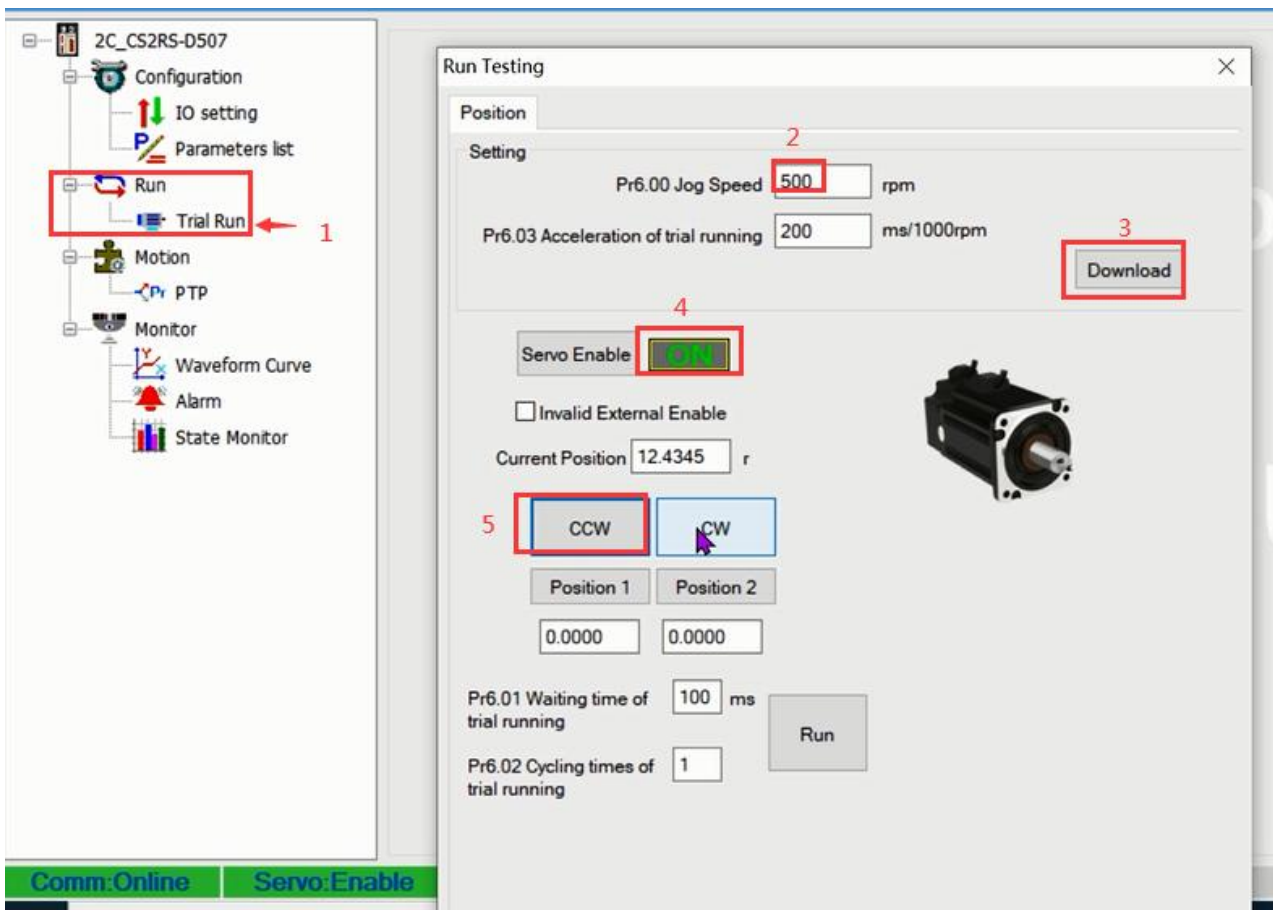 2C_CS2RS-D507
Configuration
IO setting
Parameters list
Run
Trial Run
1
Motion
PTP
Monitor
Waveform Curve
Alarm
State Monitor
Run Testing
Position
Setting
2
Pr6.00 Jog Speed 500 rpm
Pr6.03 Acceleration of trial running 200 ms/1000rpm
3
Download
4
Servo Enable ON
Invalid External Enable
Current Position 12.4345 r
5 CCW CW
Position 1 Position 2
0.0000 0.0000
Pr6.01 Waiting time of
trial running
100 ms
Run
Pr6.02 Cycling times of
trial running
1
Comm:Online Servo:Enable